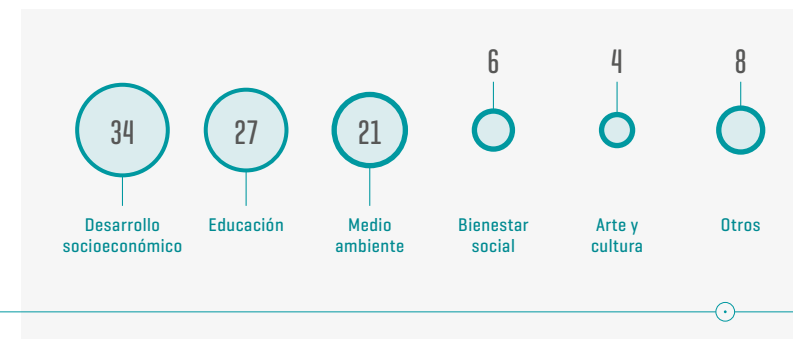 6
4
8
34
27
21
Desarrollo
socioeconómico
Educación
Medio
ambiente
Bienestar
social
Arte y
cultura
Otros